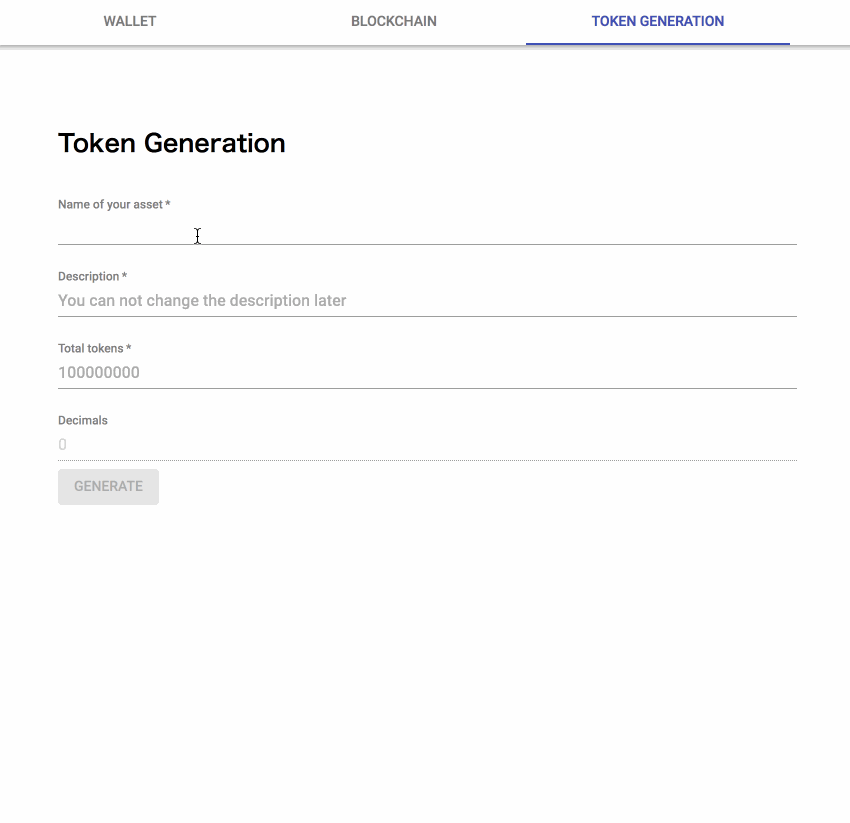 WALLET BLOCKCHAIN TOKEN GENERATION
Token Generation
Name of your asset *
Description *
You can not change the description later
Total tokens *
100000000
Decimals
0
GENERATE